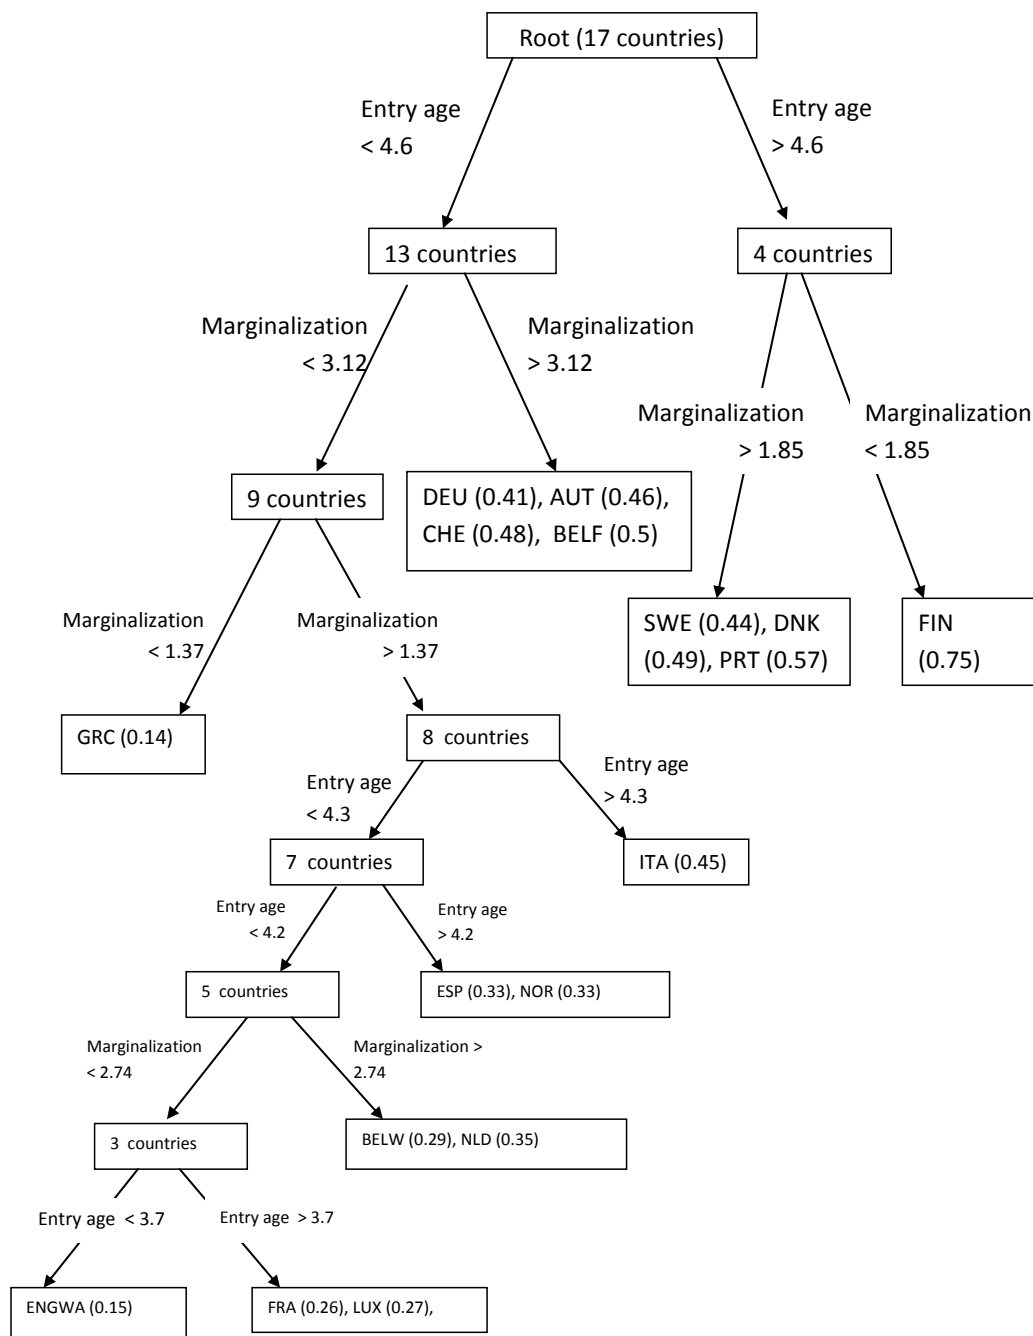 Root (17 countries)
Entry age
< 4.6
Entry age
> 4.6
13 countries
4 countries
Marginalization
< 3.12
Marginalization
> 3.12
Marginalization
> 1.85
Marginalization
< 1.85
9 countries
DEU (0.41), AUT (0.46),
CHE (0.48), BELF (0.5)
SWE (0.44), DNK
(0.49), PRT (0.57)
FIN
(0.75)
Marginalization
< 1.37
Marginalization
> 1.37
GRC (0.14)
8 countries
Entry age
< 4.3
Entry age
> 4.3
7 countries
ITA (0.45)
Entry age
< 4.2
Entry age
> 4.2
5 countries
ESP (0.33), NOR (0.33)
Marginalization
< 2.74
Marginalization >
2.74
3 countries
BELW (0.29), NLD (0.35)
Entry age < 3.7
Entry age > 3.7
ENGWA (0.15)
FRA (0.26), LUX (0.27),